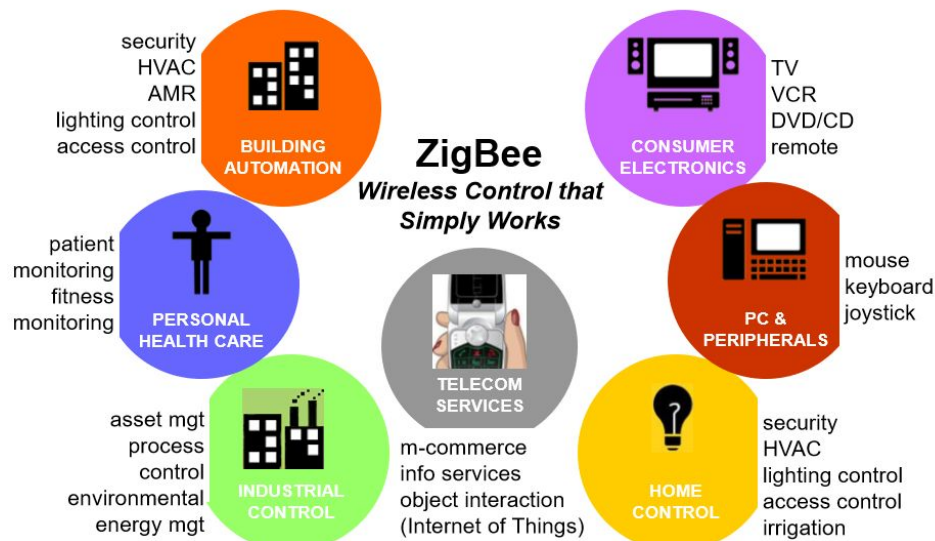 security
HVAC
AMR
lighting control
access control
BUILDING
AUTOMATION
ZigBee
Wireless Control that
Simply Works
CONSUMER
ELECTRONICS
TV
VCR
DVD/CD
remote
patient
monitoring
fitness
monitoring
PERSONAL
HEALTH CARE
TELECOM
SERVICES
m-commerce
info services
object interaction
(Internet of Things)
PC &
PERIPHERALS
mouse
keyboard
joystick
asset mgt
process
control
environmental
energy mgt
INDUSTRIAL
CONTROL
HOME
CONTROL
security
HVAC
lighting control
access control
irrigation